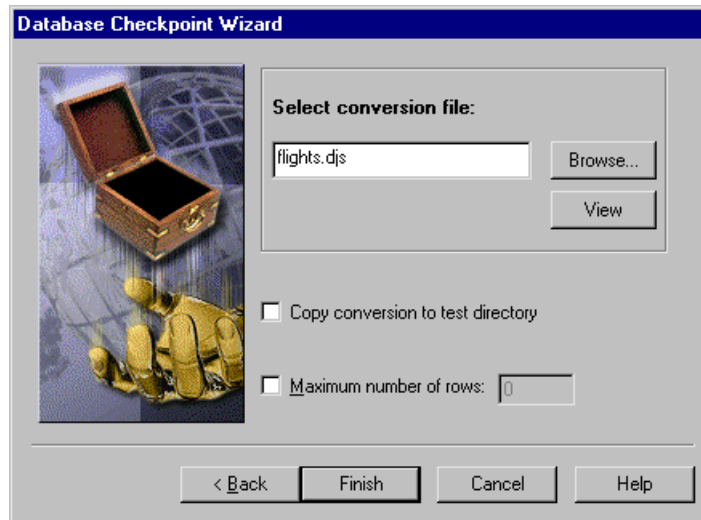 Database Checkpoint Wizard
Select conversion file:
flights.djs
Browse...
View
Copy conversion to test directory
Maximum number of rows: 0
< Back Finish Cancel Help